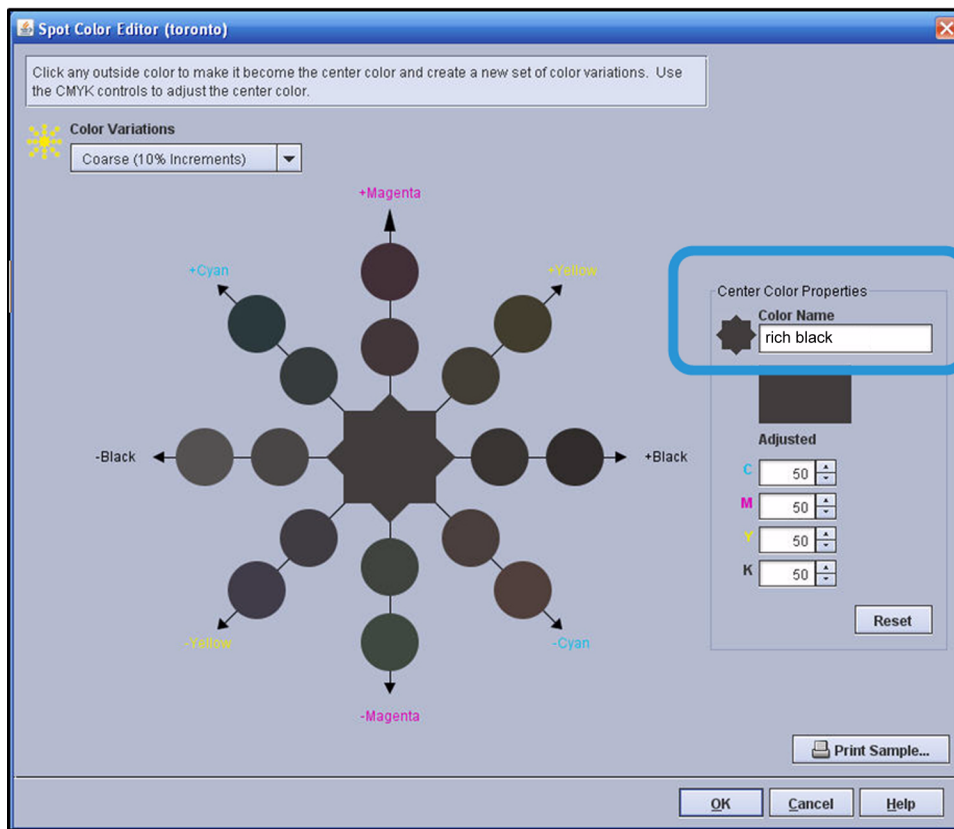 Spot Color Editor (toronto)
Click any outside color to make it become the center color and create a new set of color variations. Use
the CMYK controls to adjust the center color.
Color Variations
Coarse (10% Increments)
+Magenta
+Cyan
+Yellow
-Black
+Black
-Yellow
-Cyan
-Magenta
Center Color Properties
Color Name
rich black
Adjusted
C 50
M 50
Y 50
K 50
Reset
Print Sample...
OK Cancel Help